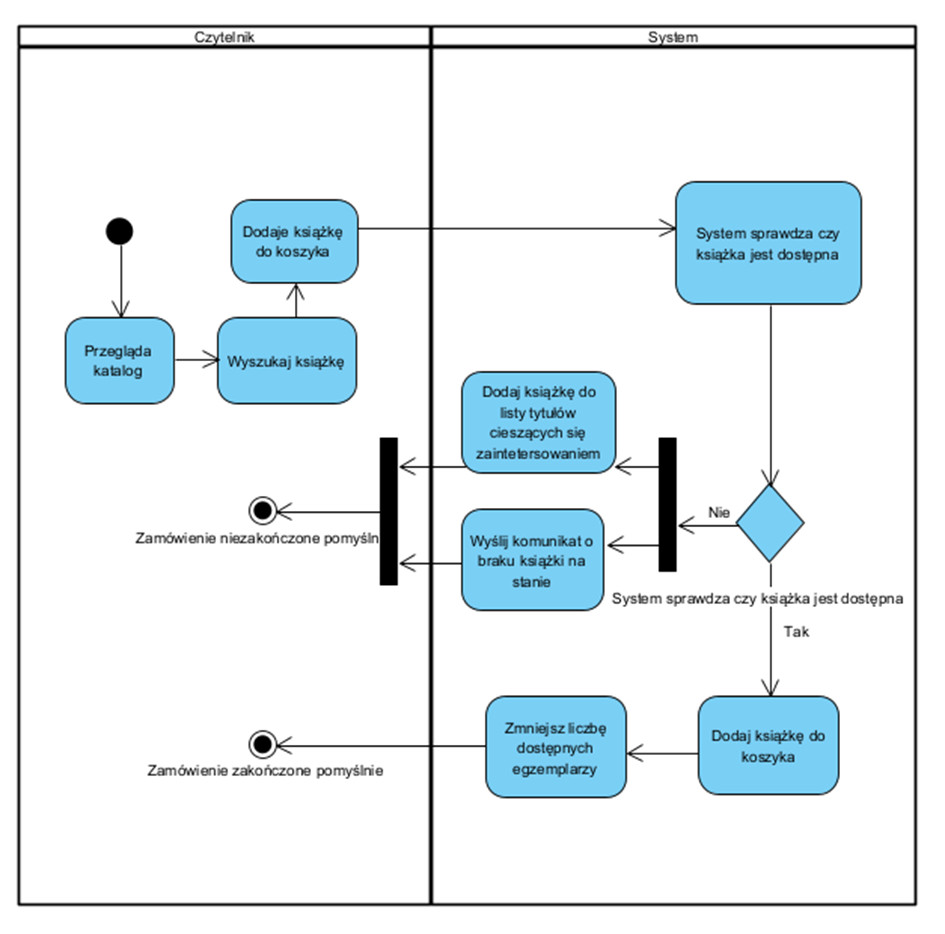 Czytelnik
System
Dodaje książkę
do koszyka
System sprawdza czy
książka jest dostępna
Przegląda
katalog
Wyszukaj książkę
Dodaj książkę do
listy tytułów
cieszących się
zaintetersowaniem
Nie
Zamówienie niezakończone pomyśln
Wyślij komunikat o
braku książki na
stanie
System sprawdza czy książka jest dostępna
Tak
Zmniejsz liczbę
dostępnych
egzemplarzy
Dodaj książkę do
koszyka
Zamówienie zakończone pomyślnie